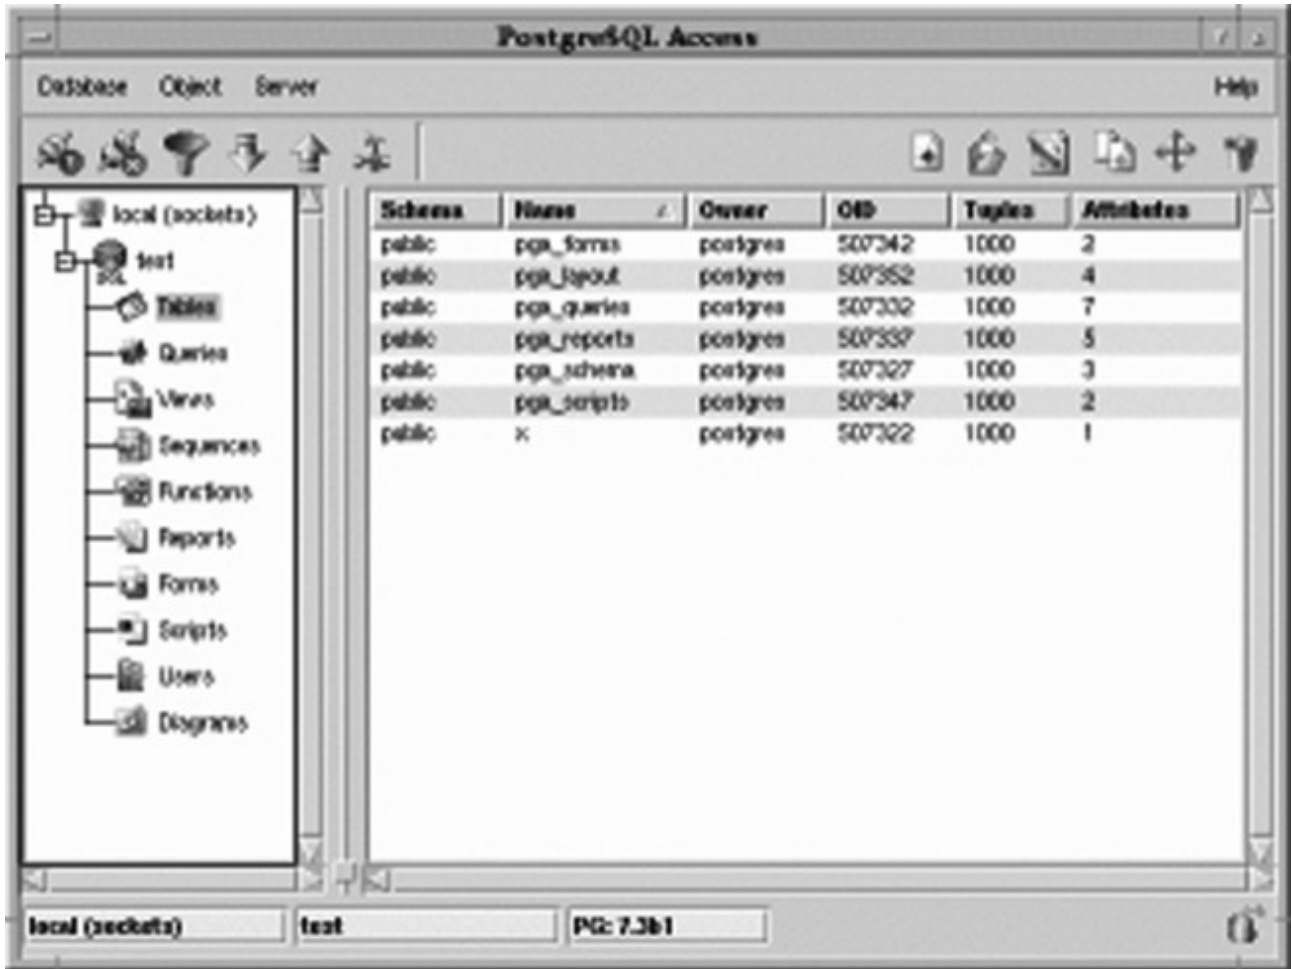 PostgreSQL Access
Database Object Server Help
local (sockets)
test
SQL
Tables
Queries
Views
Sequences
Functions
Reports
Forms
Scripts
Users
Diagrams
Schema Name Owner OID Tuples Attributes
public pga_forms postgres 507342 1000 2
public pga_layout postgres 507352 1000 4
public pga_queries postgres 507332 1000 7
public pga_reports postgres 507337 1000 5
public pga_schema postgres 507327 1000 3
public pga_scripts postgres 507347 1000 2
public x postgres 507322 1000 1
local (sockets) test PG: 7.3b1